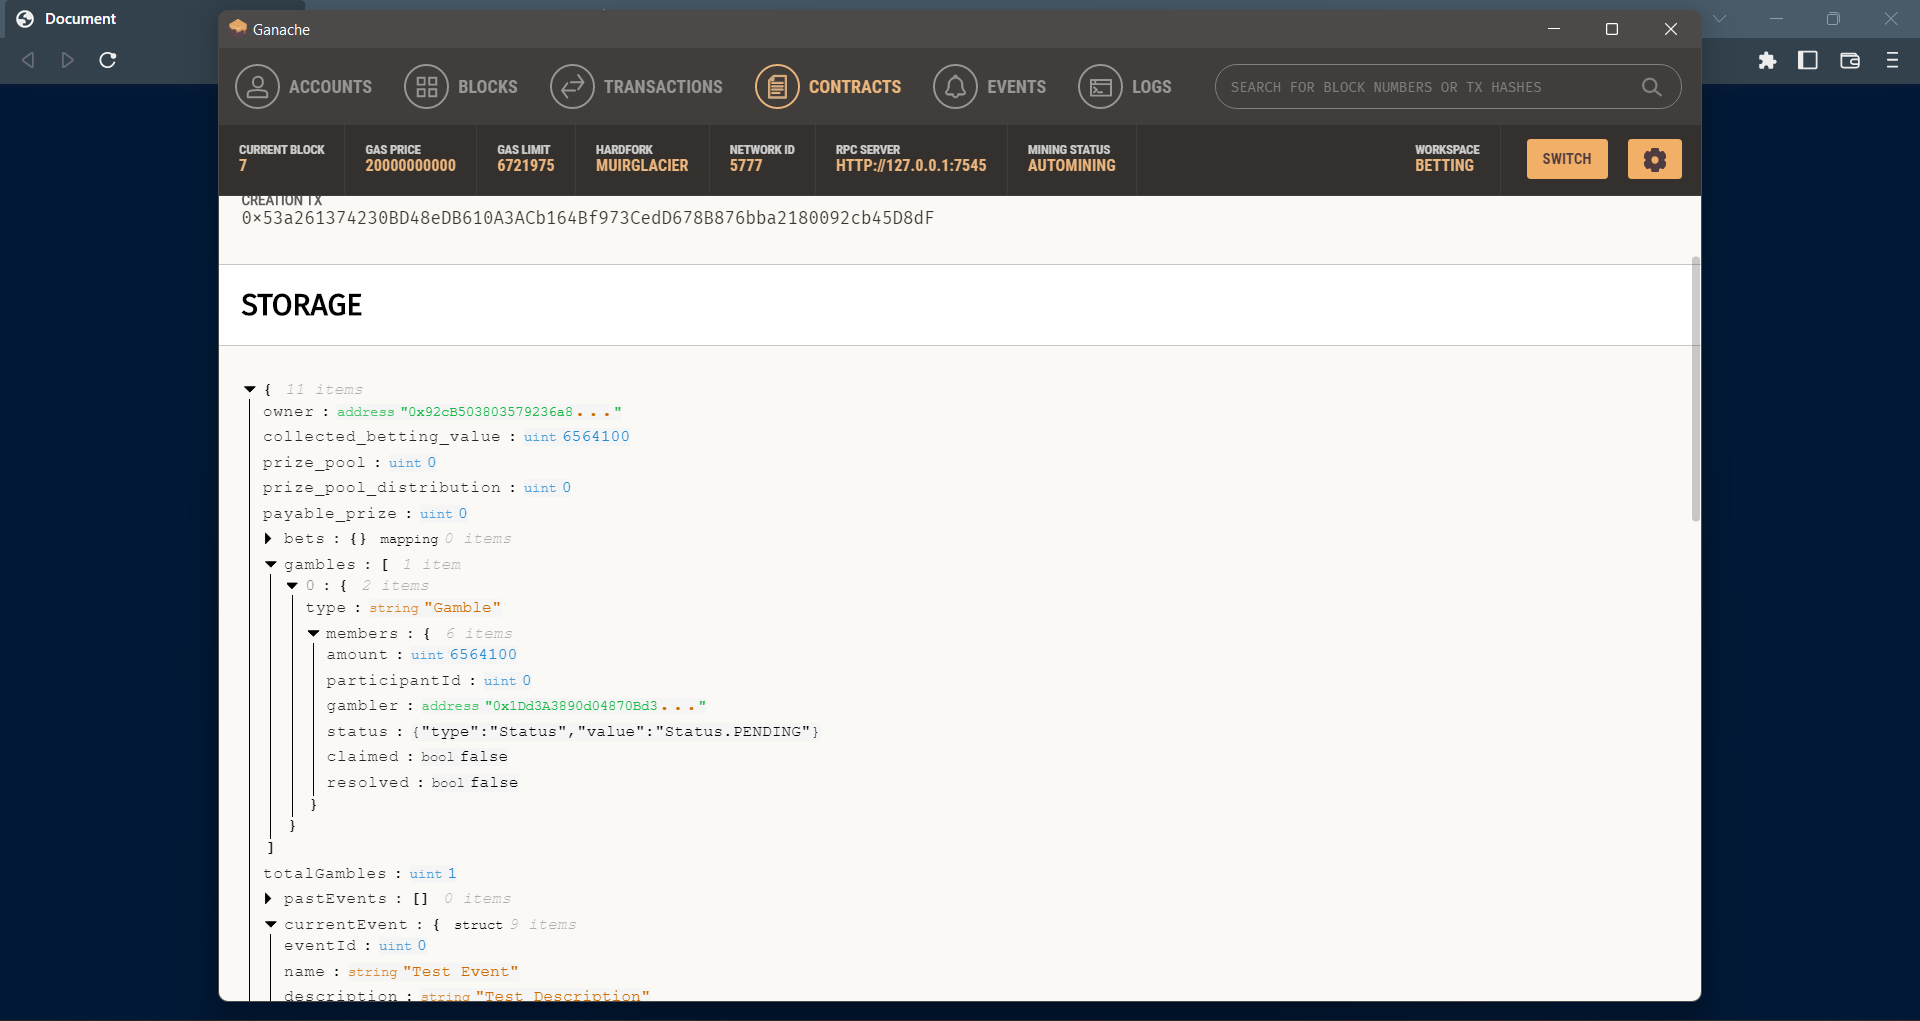 Document
Ganache
ACCOUNTS BLOCKS TRANSACTIONS CONTRACTS EVENTS LOGS SEARCH FOR BLOCK NUMBERS OR TX HASHES
CURRENT BLOCK GAS PRICE GAS LIMIT HARDFORK NETWORK ID RPC SERVER MINING STATUS WORKSPACE
7 20000000000 6721975 MUIRGLACIER 5777 HTTP://127.0.0.1:7545 AUTOMINING BETTING SWITCH
CREATION TX
0×53a261374230BD48eDB610A3ACb164Bf973CedD678B876bba2180092cb45D8dF
STORAGE
{ 11 items
owner : address "0x92cB503803579236a8..."
collected_betting_value : uint 6564100
prize_pool : uint 0
prize_pool_distribution : uint 0
payable_prize : uint 0
bets : {} mapping 0 items
gambles : [ 1 item
0 : { 2 items
type : string "Gamble"
members : { 6 items
amount : uint 6564100
participantId : uint 0
gambler : address "0x1Dd3A3890d04870Bd3..."
status : {"type":"Status","value":"Status.PENDING"}
claimed : bool false
resolved : bool false
}
}
]
totalGambles : uint 1
pastEvents : [] 0 items
currentEvent : { struct 9 items
eventId : uint 0
name : string "Test Event"
description : string "Test Description"